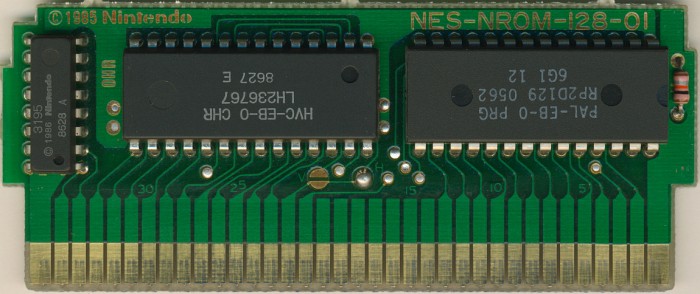 © 1985 Nintendo
NES-NROM-128-01
3195
© 1986 Nintendo
8628 A
HVC-EB-0 CHR
LH236767
8627 E
PAL-EB-0 PRG
RP2D129 0562
6G1 12
30
25
15
10
5